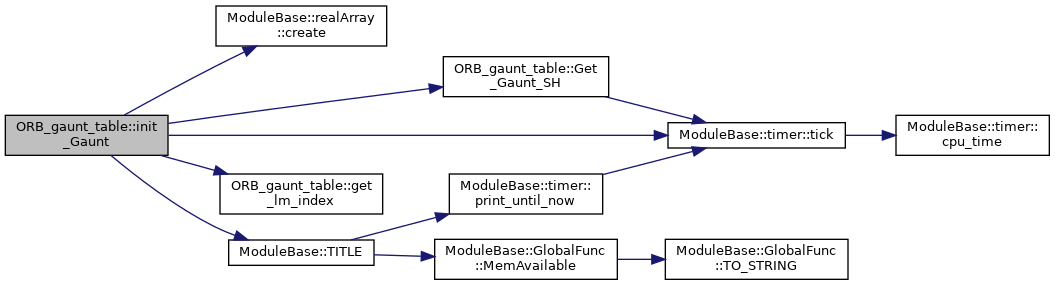 ORB_gaunt_table::init
_Gaunt
ModuleBase::realArray
::create
ORB_gaunt_table::Get
_Gaunt_SH
ModuleBase::timer::tick
ModuleBase::timer::
cpu_time
ORB_gaunt_table::get
_lm_index
ModuleBase::timer::
print_until_now
ModuleBase::TITLE
ModuleBase::GlobalFunc
::MemAvailable
ModuleBase::GlobalFunc
::TO_STRING